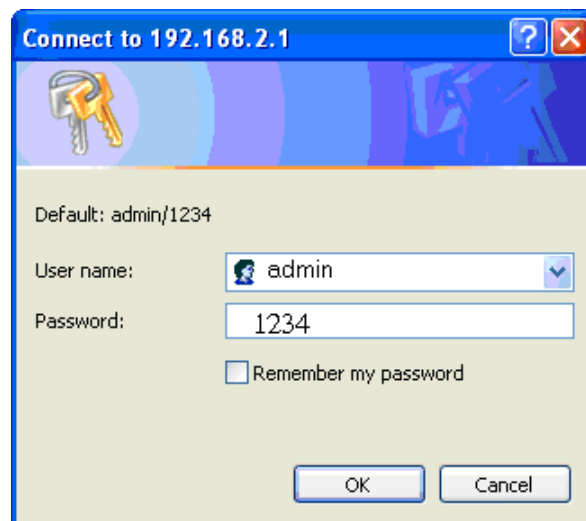 Connect to 192.168.2.1
Default: admin/1234
User name: admin
Password: 1234
Remember my password
OK Cancel